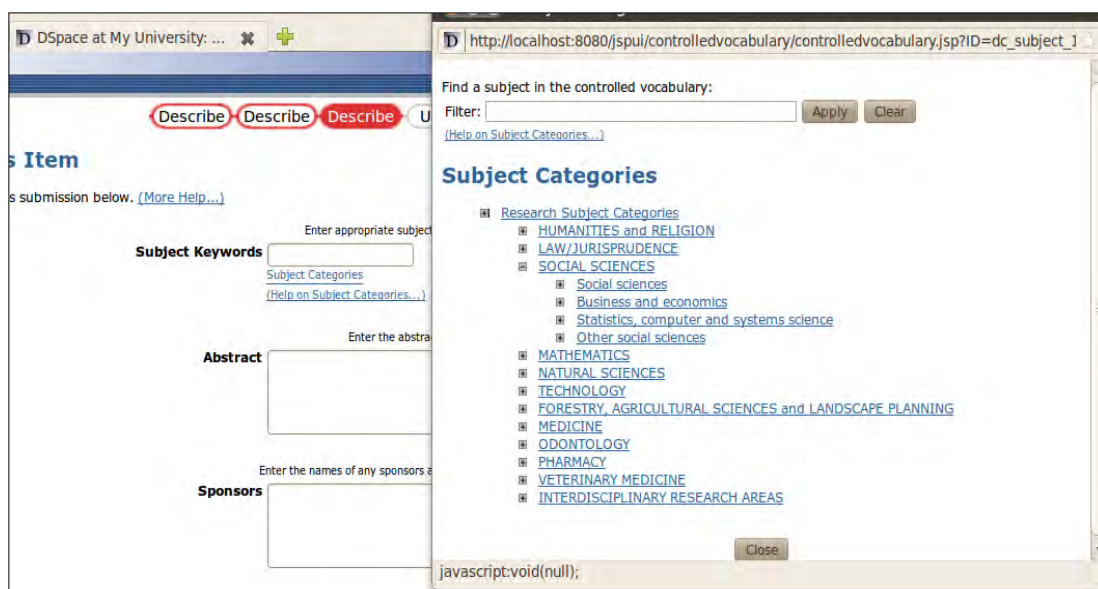 DSpace at My University: ...
Describe Describe Describe U
s Item
s submission below. (More Help...)
Enter appropriate subject
Subject Keywords
Subject Categories
(Help on Subject Categories...)
Enter the abstra
Abstract
Enter the names of any sponsors a
Sponsors
http://localhost:8080/jspui/controlledvocabulary/controlledvocabulary.jsp?ID=dc_subject_1
Find a subject in the controlled vocabulary:
Filter: Apply Clear
(Help on Subject Categories...)
Subject Categories
Research Subject Categories
HUMANITIES and RELIGION
LAW/JURISPRUDENCE
SOCIAL SCIENCES
Social sciences
Business and economics
Statistics, computer and systems science
Other social sciences
MATHEMATICS
NATURAL SCIENCES
TECHNOLOGY
FORESTRY, AGRICULTURAL SCIENCES and LANDSCAPE PLANNING
MEDICINE
ODONTOLOGY
PHARMACY
VETERINARY MEDICINE
INTERDISCIPLINARY RESEARCH AREAS
Close
javascript:void(null);